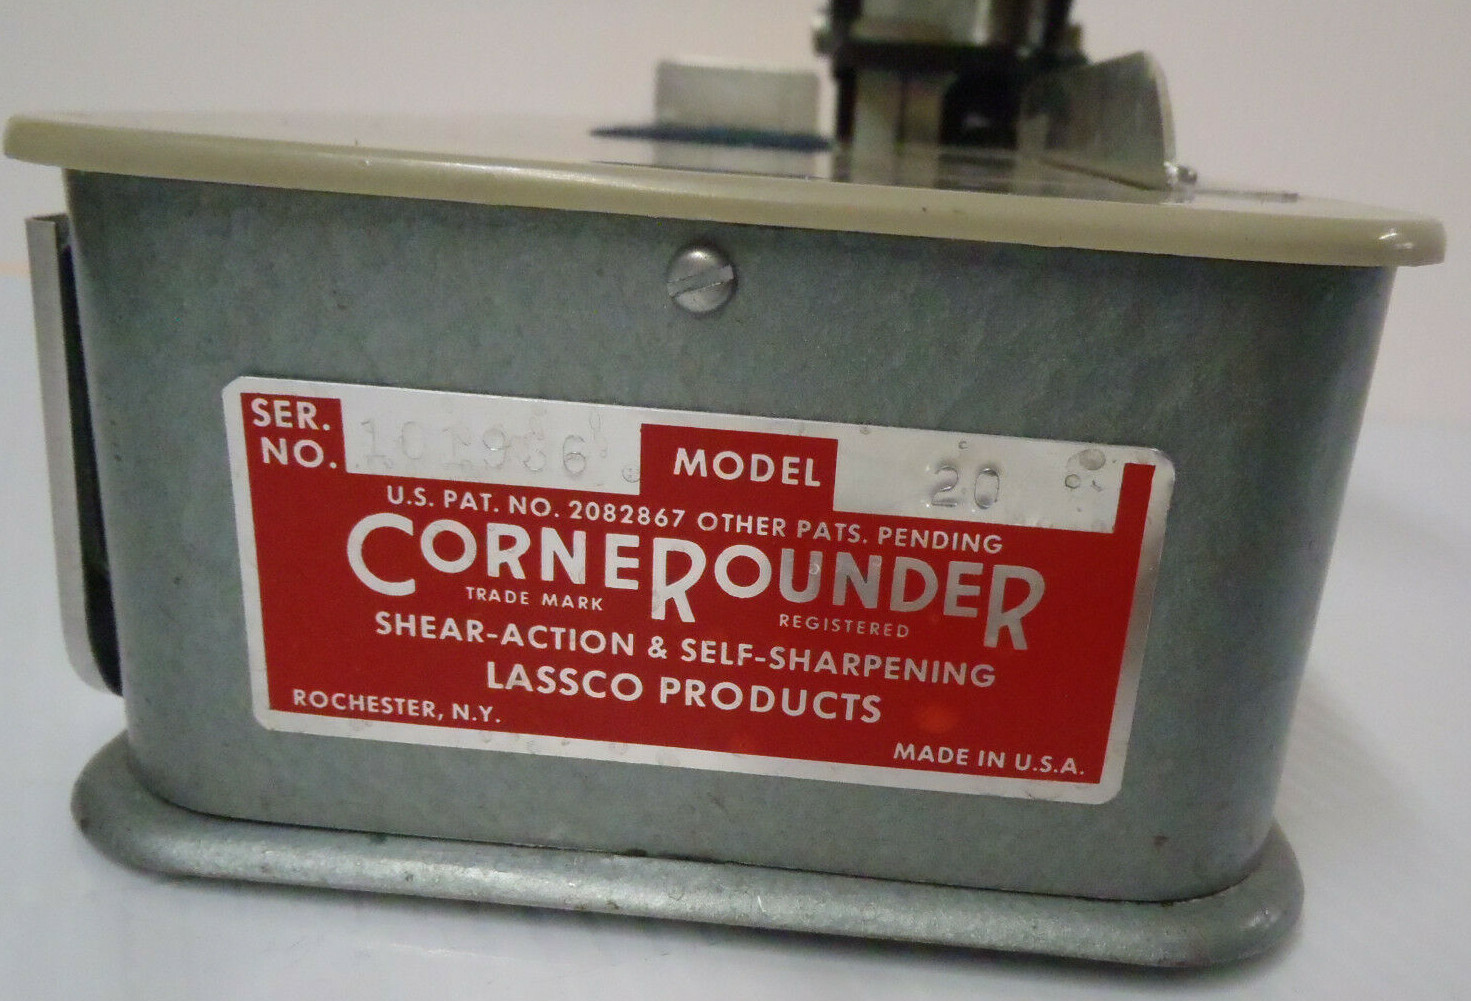 SER. NO. MODEL 20
U.S. PAT. NO. 2082867 OTHER PATS. PENDING
CORNEROUNDER
TRADE MARK REGISTERED
SHEAR-ACTION & SELF-SHARPENING
LASSCO PRODUCTS
ROCHESTER, N.Y.
MADE IN U.S.A.